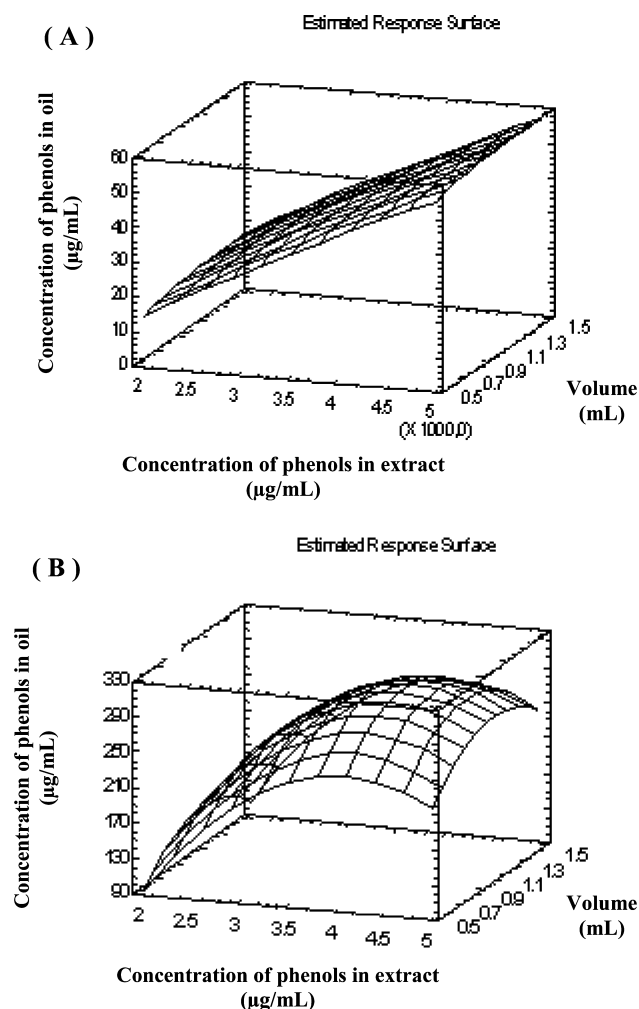 Estimated Response Surface
( A )
Concentration of phenols in oil
(µg/mL)
60
50
40
30
20
10
0
2
2.5
3
3.5
4
4.5
5
(X 1000,0)
0.5
0.7
0.9
1.1
1.3
1.5
Volume
(mL)
Concentration of phenols in extract
(µg/mL)
Estimated Response Surface
( B )
Concentration of phenols in oil
(µg/mL)
330
290
250
210
170
130
90
2
2.5
3
3.5
4
4.5
5
0.5
0.7
0.9
1.1
1.3
1.5
Volume
(mL)
Concentration of phenols in extract
(µg/mL)